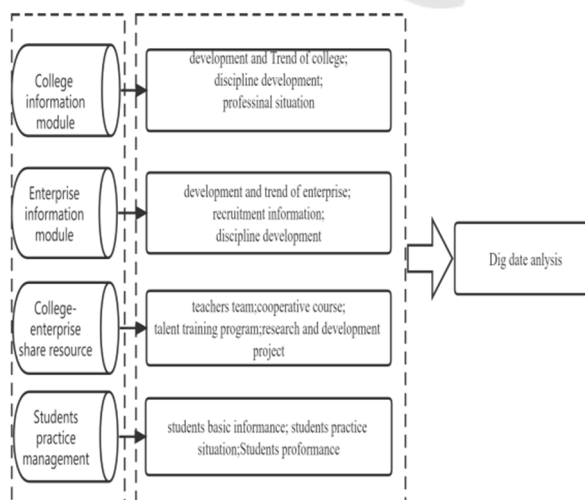 College
information
module
development and Trend of college;
discipline development;
professinal situation
Enterprise
information
module
development and trend of enterprise;
recruitment information;
discipline development
Dig date anlysis
College-
enterprise
share resource
teachers team;cooperative course;
talent training program;research and development
project
Students
practice
management
students basic informance; students practice
situation;Students proformance